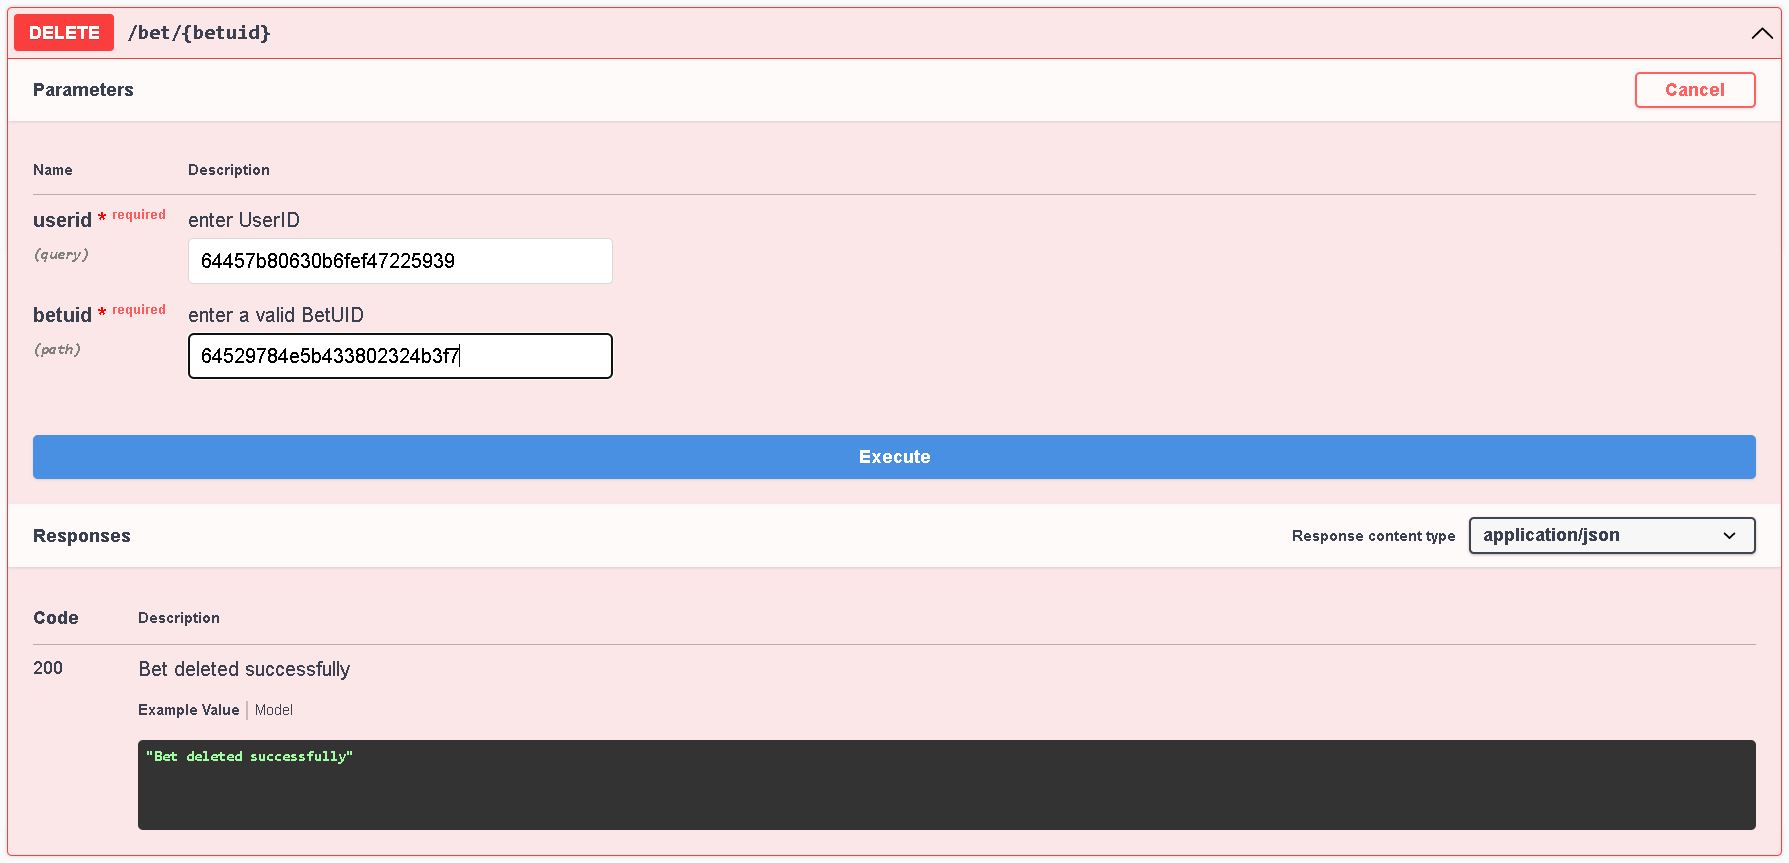 DELETE /bet/{betuid}
Parameters
Cancel
Name Description
userid * required enter UserID
(query)
64457b80630b6fef47225939
betuid * required enter a valid BetUID
(path)
64529784e5b433802324b3f7
Execute
Responses Response content type application/json
Code Description
200 Bet deleted successfully
Example Value Model
"Bet deleted successfully"